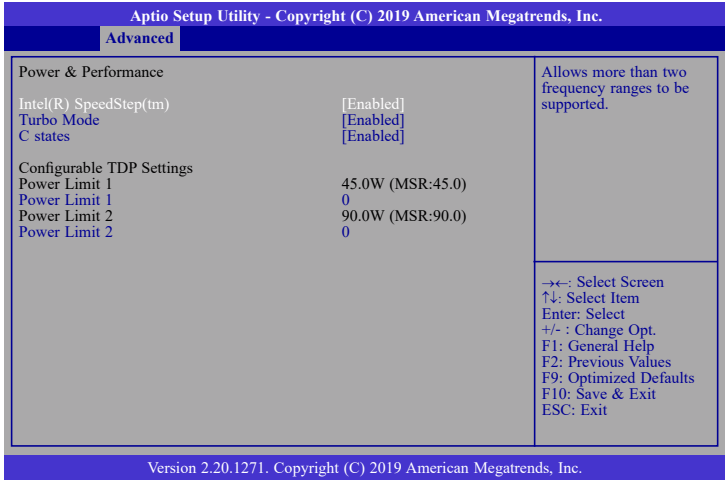 Aptio Setup Utility - Copyright (C) 2019 American Megatrends, Inc.
Advanced
Power & Performance
Intel(R) SpeedStep(tm) [Enabled]
Turbo Mode [Enabled]
C states [Enabled]
Configurable TDP Settings
Power Limit 1 45.0W (MSR:45.0)
Power Limit 1 0
Power Limit 2 90.0W (MSR:90.0)
Power Limit 2 0
Allows more than two
frequency ranges to be
supported.
→←: Select Screen
↑↓: Select Item
Enter: Select
+/- : Change Opt.
F1: General Help
F2: Previous Values
F9: Optimized Defaults
F10: Save & Exit
ESC: Exit
Version 2.20.1271. Copyright (C) 2019 American Megatrends, Inc.